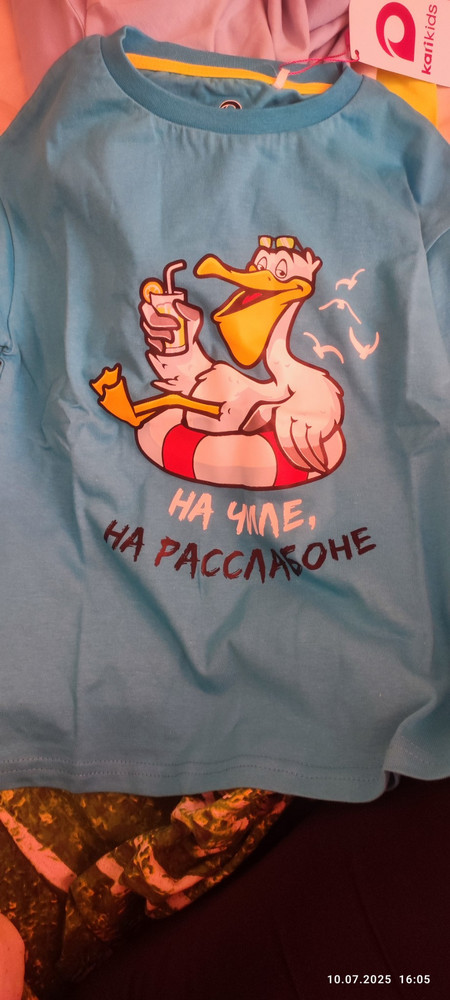 karikids
НА ЧИЛЕ,
НА РАССЛАБОНЕ
10.07.2025 16:05